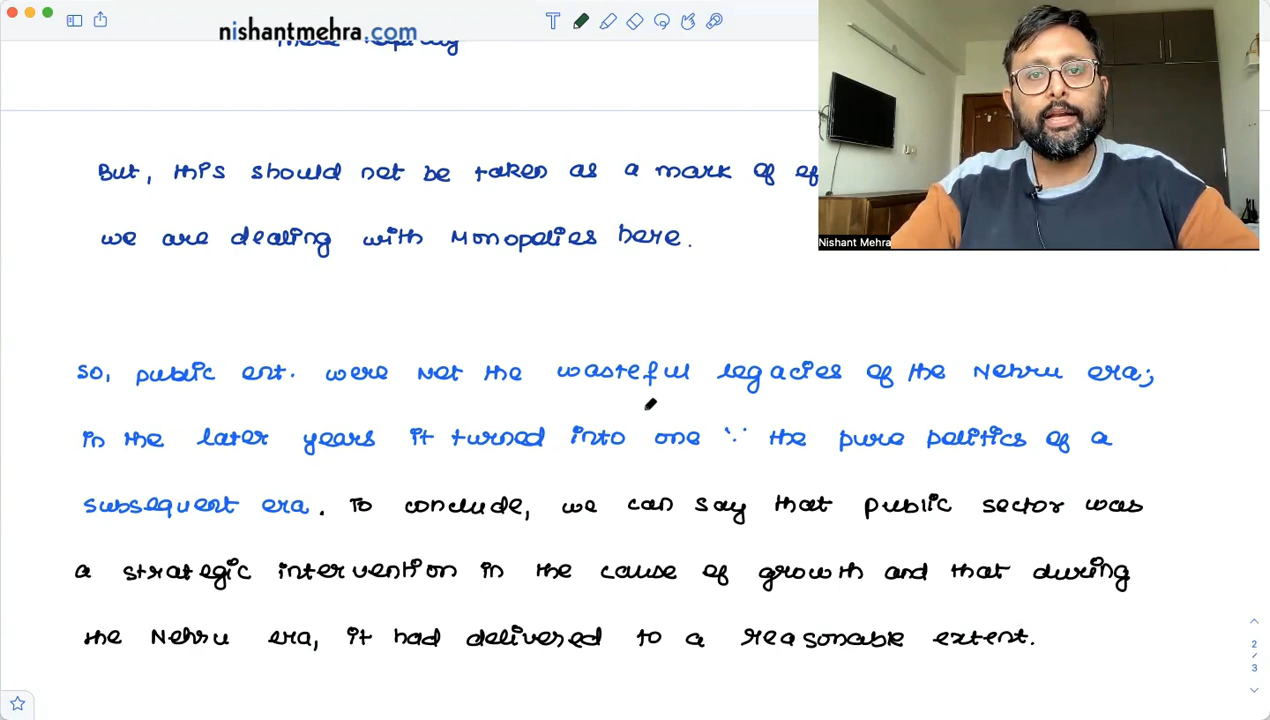 nishantmehra.com
But, this should not be taken as a mark of
we are dealing with Monopolies here.
Nishant Mehra
So, public ent. were Not the wasteful legacies of the Nehru era;
in the later years it turned into one ∵ the pure politics of a
subsequent era. To conclude, we can say that public sector was
a strategic intervention in the cause of growth and that during
the Nehru era, it had delivered to a reasonable extent.
2
/
3